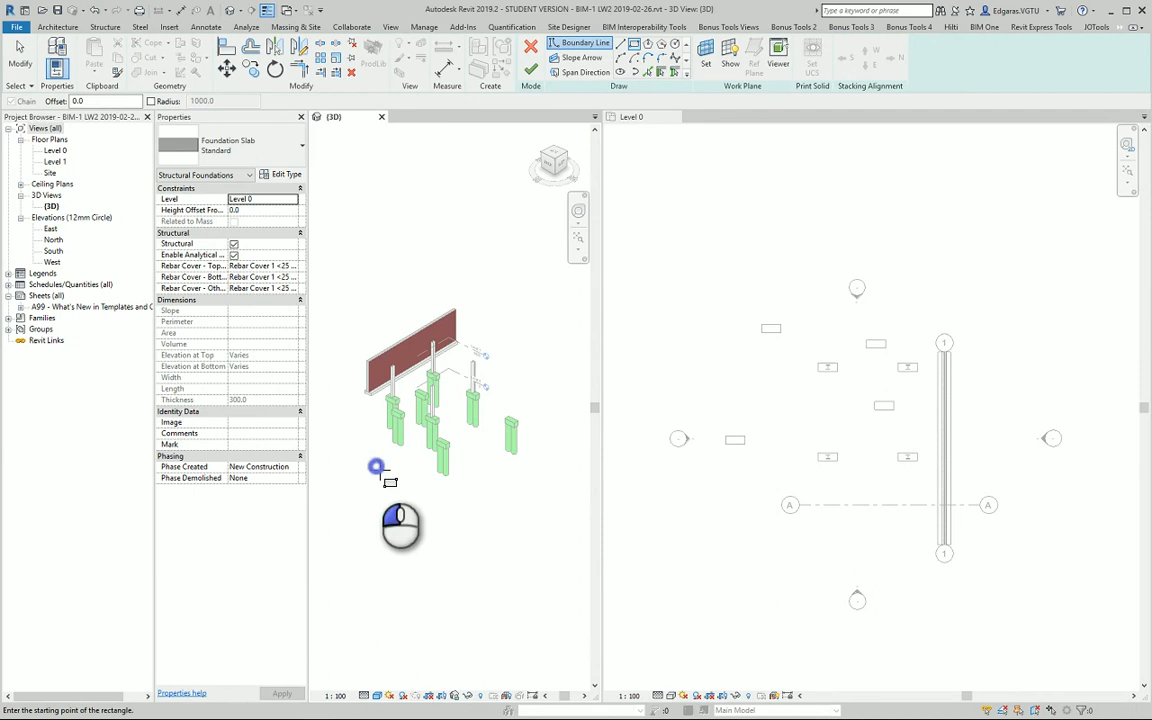 Autodesk Revit 2019.2 - STUDENT VERSION - BIM-1 LW2 2019-02-26.rvt - 3D View: {3D}
Type a keyword or phrase
Edgaras.VGTU
File
Architecture
Structure
Steel
Insert
Annotate
Analyze
Massing & Site
Collaborate
View
Manage
Add-Ins
Quantification
Site Designer
BIM Interoperability Tools
Bonus Tools Views
Bonus Tools 2
Bonus Tools 3
Bonus Tools 4
Hilti
BIM One
Revit Express Tools
JOTools
Modify
Paste
Cope
Cut
Join
ProdLib
Boundary Line
Slope Arrow
Span Direction
Set
Show
Ref Plane
Viewer
Set UCS
Select
Properties
Clipboard
Geometry
Modify
View
Measure
Create
Mode
Draw
Work Plane
Print Solid
Stacking Alignment
Chain
Offset: 0.0
Radius: 1000.0
Project Browser - BIM-1 LW2 2019-02-2...
Views (all)
Floor Plans
Level 0
Level 1
Site
Ceiling Plans
3D Views
{3D}
Elevations (12mm Circle)
East
North
South
West
Legends
Schedules/Quantities (all)
Sheets (all)
A99 - What's New in Templates and C
Families
Groups
Revit Links
Properties
Foundation Slab
Standard
Structural Foundations
Edit Type
Constraints
Level
Level 0
Height Offset Fro...
0.0
Related to Mass
Structural
Structural
Enable Analytical ...
Rebar Cover - Top...
Rebar Cover 1 <25 ...
Rebar Cover - Bott...
Rebar Cover 1 <25 ...
Rebar Cover - Oth...
Rebar Cover 1 <25 ...
Dimensions
Slope
Perimeter
Area
Volume
Elevation at Top
Varies
Elevation at Bottom
Varies
Width
Length
Thickness
300.0
Identity Data
Image
Comments
Mark
Phasing
Phase Created
New Construction
Phase Demolished
None
Properties help
Apply
{3D}
Level 0
1
A
A
1
1 : 100
1 : 100
Enter the starting point of the rectangle.
:0
Main Model
:0